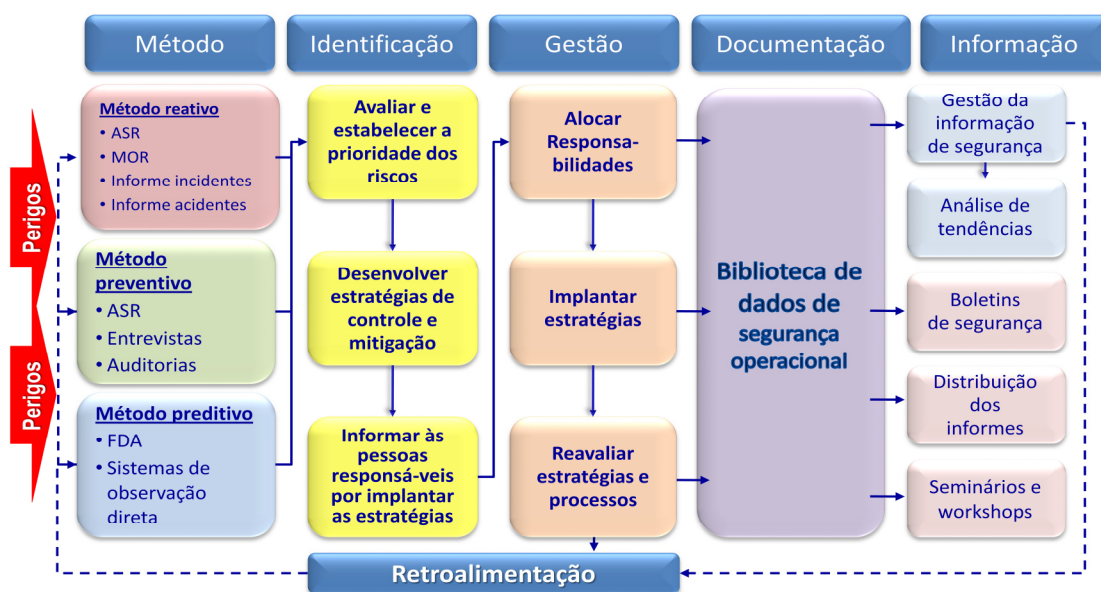 Método
Identificação
Gestão
Documentação
Informação
Perigos
Perigos
Método reativo
• ASR
• MOR
• Informe incidentes
• Informe acidentes
Método
preventivo
• ASR
• Entrevistas
• Auditorias
Método preditivo
• FDA
• Sistemas de
observação
direta
Avaliar e
estabelecer a
prioridade dos
riscos
Desenvolver
estratégias de
controle e
mitigação
Informar às
pessoas
responsá-veis
por implantar
as estratégias
Alocar
Responsa-
bilidades
Implantar
estratégias
Reavaliar
estratégias e
processos
Biblioteca de
dados de
segurança
operacional
Gestão da
informação
de segurança
Análise de
tendências
Boletins
de segurança
Distribuição
dos
informes
Seminários e
workshops
Retroalimentação